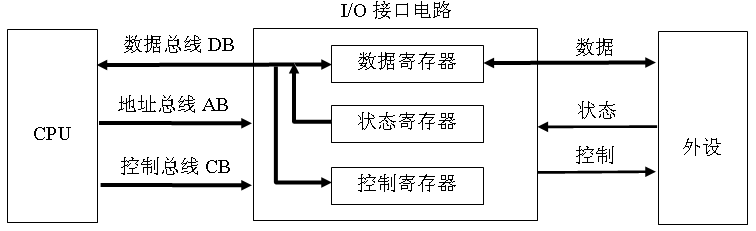 I/O 接口电路
数据总线 DB
数据寄存器
数据
地址总线 AB
状态寄存器
状态
CPU
外设
控制总线 CB
控制寄存器
控制